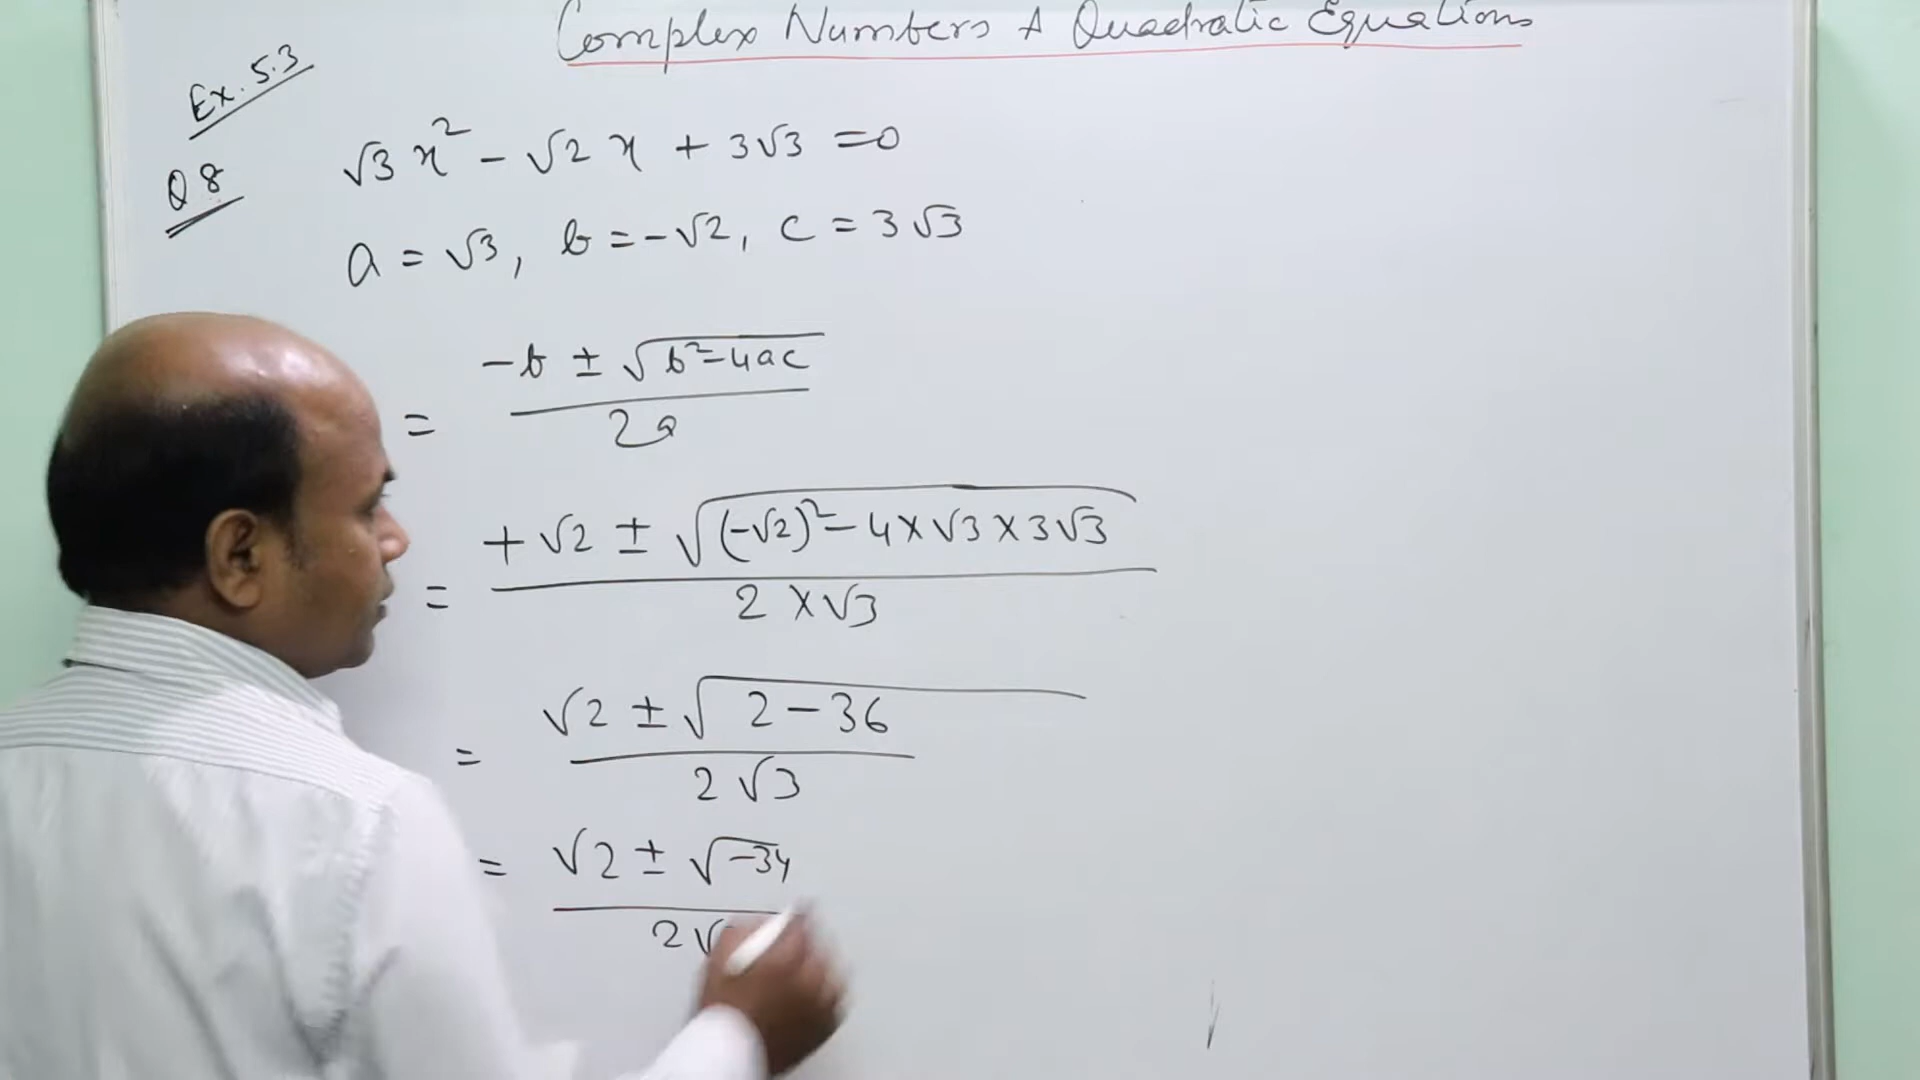 Complex Numbers & Quadratic Equations
Ex. 5.3
Q 8
√3 x² - √2 x + 3√3 = 0
a = √3, b = -√2, c = 3√3
= -b ± √(b²-4ac) / 2a
= +√2 ± √((-√2)² - 4×√3×3√3) / 2×√3
= √2 ± √(2-36) / 2√3
= √2 ± √-34 / 2√